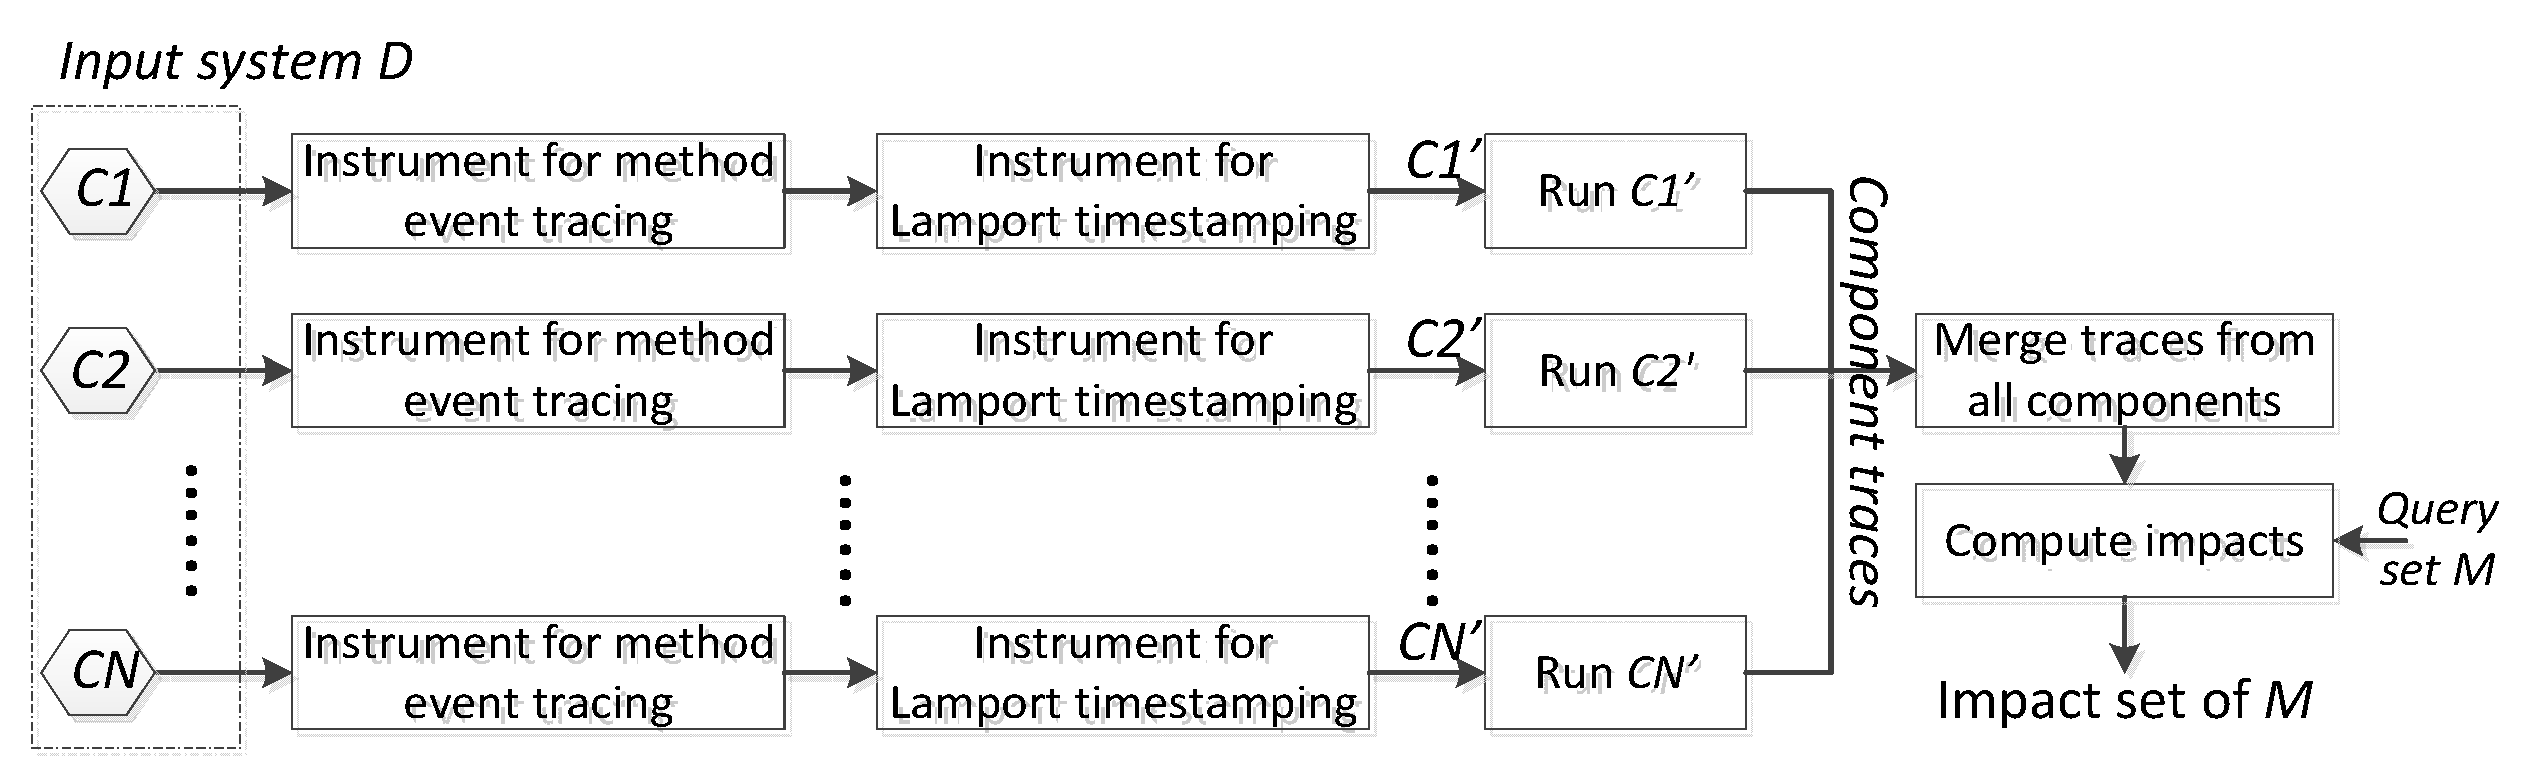 Input system D
C1
Instrument for method
event tracing
Instrument for
Lamport timestamping
C1’
Run C1’
C2
Instrument for method
event tracing
Instrument for
Lamport timestamping
C2’
Run C2'
CN
Instrument for method
event tracing
Instrument for
Lamport timestamping
CN’
Run CN’
Component traces
Merge traces from
all components
Compute impacts
Query
set M
Impact set of M